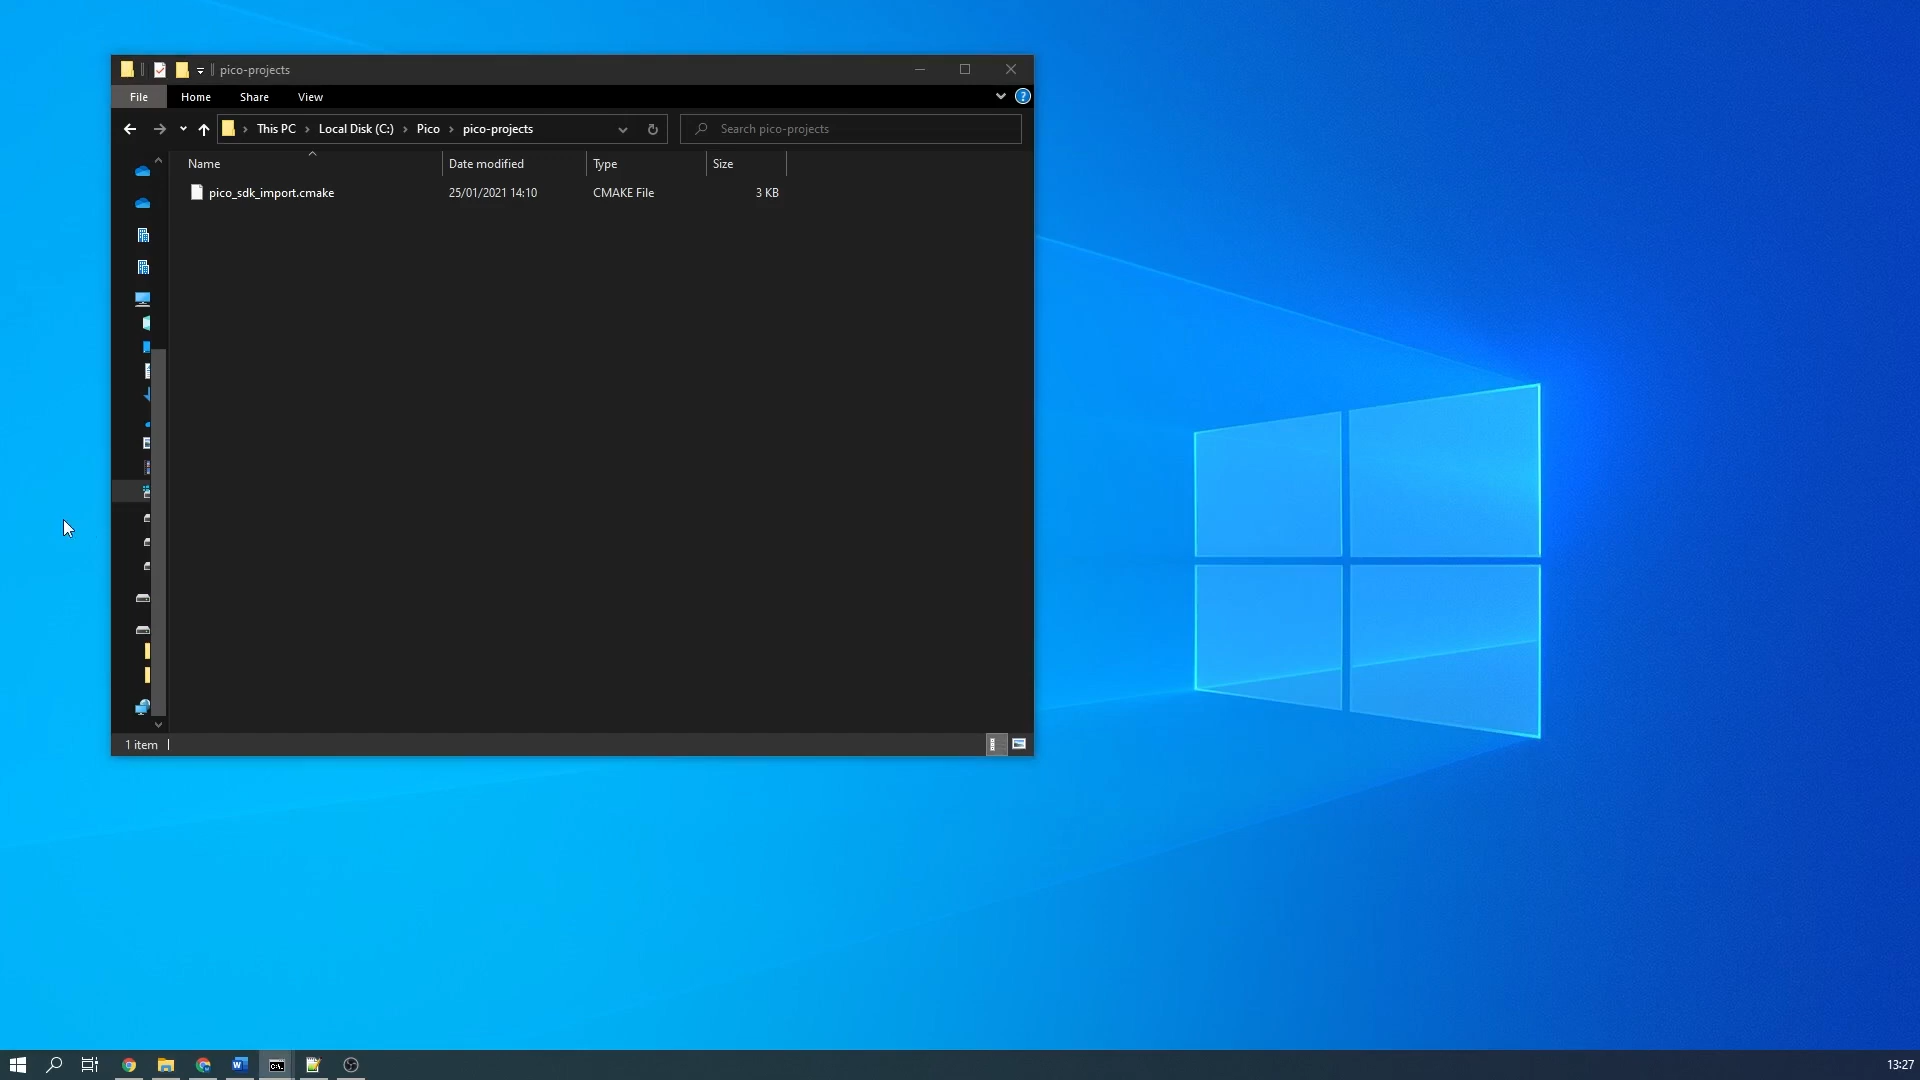 pico-projects
File Home Share View
This PC Local Disk (C:) Pico pico-projects Search pico-projects
Name Date modified Type Size
pico_sdk_import.cmake 25/01/2021 14:10 CMAKE File 3 KB
1 item
13:27